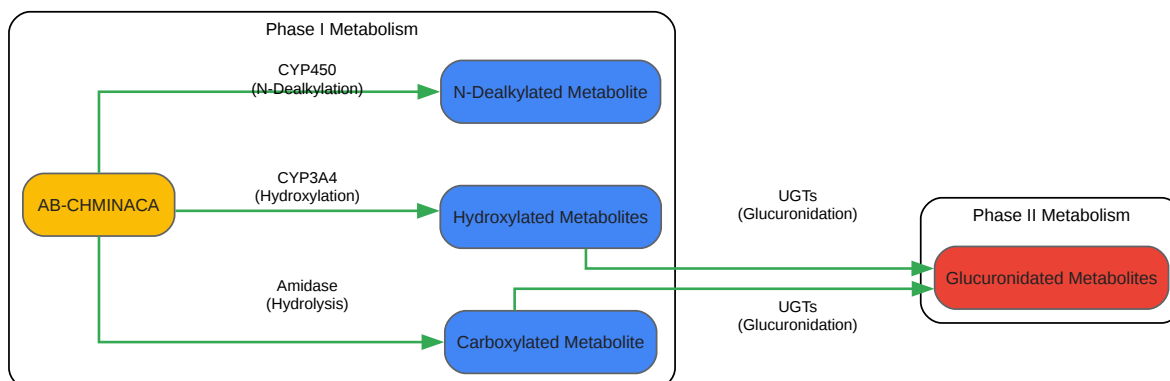 Phase I Metabolism
CYP450
(N-Dealkylation)
N-Dealkylated Metabolite
AB-CHMINACA
CYP3A4
(Hydroxylation)
Hydroxylated Metabolites
Amidase
(Hydrolysis)
Carboxylated Metabolite
UGTs
(Glucuronidation)
UGTs
(Glucuronidation)
Phase II Metabolism
Glucuronidated Metabolites